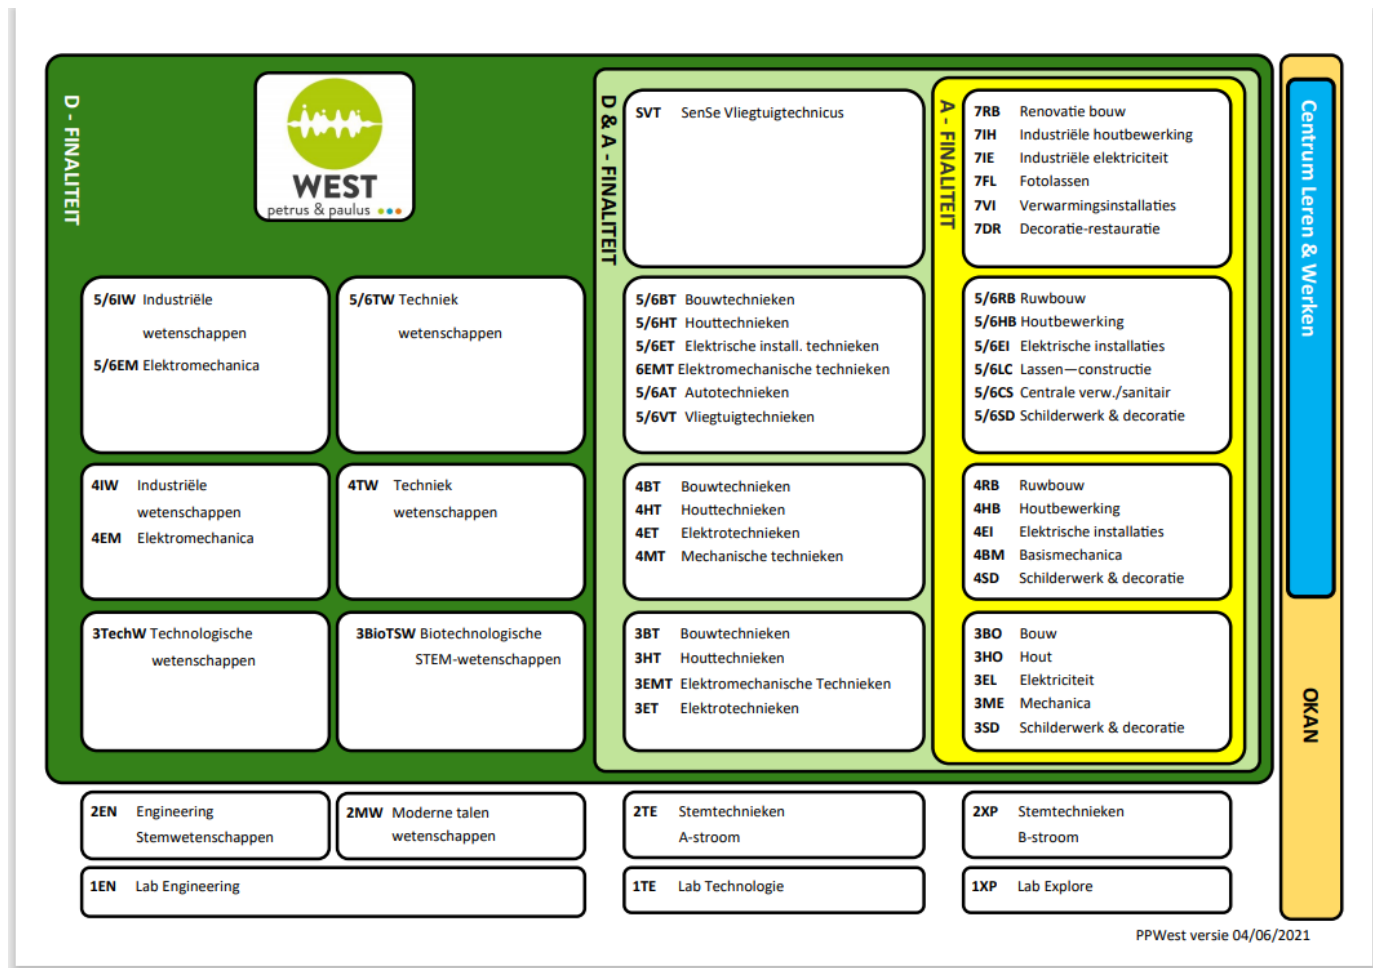 D - FINALITEIT
WEST
petrus & paulus
5/6IW Industriële
wetenschappen
5/6EM Elektromechanica
5/6TW Techniek
wetenschappen
4IW Industriële
wetenschappen
4EM Elektromechanica
4TW Techniek
wetenschappen
3TechW Technologische
wetenschappen
3BioTSW Biotechnologische
STEM-wetenschappen
D & A - FINALITEIT
SVT SenSe Vliegtuigtechnicus
5/6BT Bouwtechnieken
5/6HT Houttechnieken
5/6ET Elektrische install. technieken
6EMT Elektromechanische technieken
5/6AT Autotechnieken
5/6VT Vliegtuigtechnieken
4BT Bouwtechnieken
4HT Houttechnieken
4ET Elektrotechnieken
4MT Mechanische technieken
3BT Bouwtechnieken
3HT Houttechnieken
3EMT Elektromechanische Technieken
3ET Elektrotechnieken
A - FINALITEIT
7RB Renovatie bouw
7IH Industriële houtbewerking
7IE Industriële elektriciteit
7FL Fotolassen
7VI Verwarmingsinstallaties
7DR Decoratie-restauratie
5/6RB Ruwbouw
5/6HB Houtbewerking
5/6EI Elektrische installaties
5/6LC Lassen—constructie
5/6CS Centrale verw./sanitair
5/6SD Schilderwerk & decoratie
4RB Ruwbouw
4HB Houtbewerking
4EI Elektrische installaties
4BM Basismechanica
4SD Schilderwerk & decoratie
3BO Bouw
3HO Hout
3EL Elektriciteit
3ME Mechanica
3SD Schilderwerk & decoratie
Centrum Leren & Werken
OKAN
2EN Engineering
Stemwetenschappen
2MW Moderne talen
wetenschappen
2TE Stemtechnieken
A-stroom
2XP Stemtechnieken
B-stroom
1EN Lab Engineering
1TE Lab Technologie
1XP Lab Explore
PPWest versie 04/06/2021